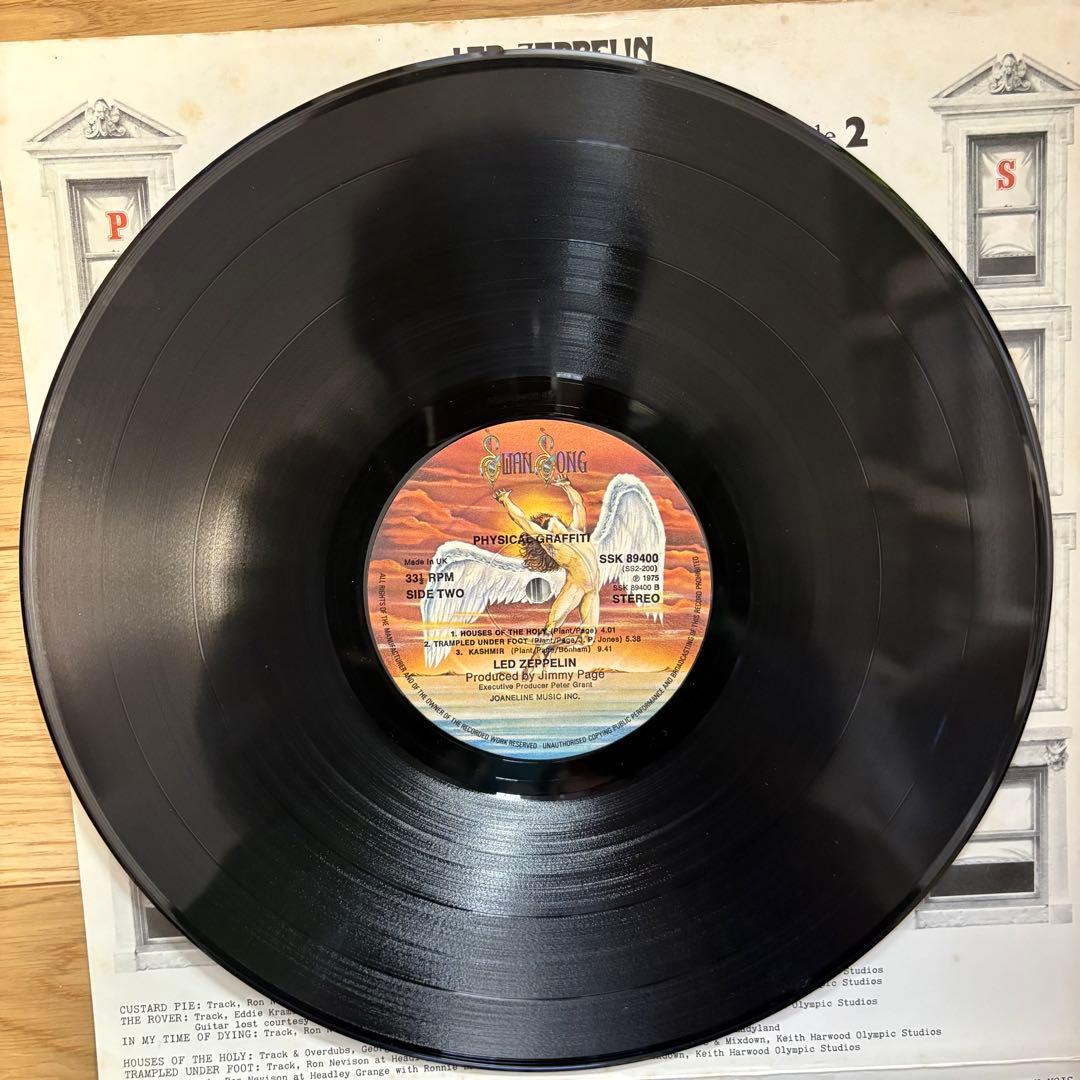 LED ZEPPELIN
2
P
S
SWAN SONG
PHYSICAL GRAFFITI
Made in UK
33⅓ RPM
SIDE TWO
SSK 89400
(SS2-200)
℗ 1975
SSK 89400 B
STEREO
1. HOUSES OF THE HOLY (Plant/Page) 4.01
2. TRAMPLED UNDER FOOT (Plant/Page/J. P. Jones) 5.38
3. KASHMIR (Plant/Page/Bonham) 9.41
LED ZEPPELIN
Produced by Jimmy Page
Executive Producer Peter Grant
JOANELINE MUSIC INC.
ALL RIGHTS OF THE MANUFACTURER AND OF THE OWNER OF THE RECORDED WORK RESERVED · UNAUTHORISED COPYING PUBLIC PERFORMANCE AND BROADCASTING OF THIS RECORD PROHIBITED
Studios
Studios
CUSTARD PIE: Track, Ron Olympic Studios
THE ROVER: Track, Eddie
Guitar lost courtesy
IN MY TIME OF DYING: Track, Ron
& Mixdown, Keith Harwood Olympic Studios
HOUSES OF THE HOLY: Track & Overdubs, Keith Harwood Olympic Studios
TRAMPLED UNDER FOOT: Track, Ron Nevison at
Ron Nevison at Headley Grange with Ronnie